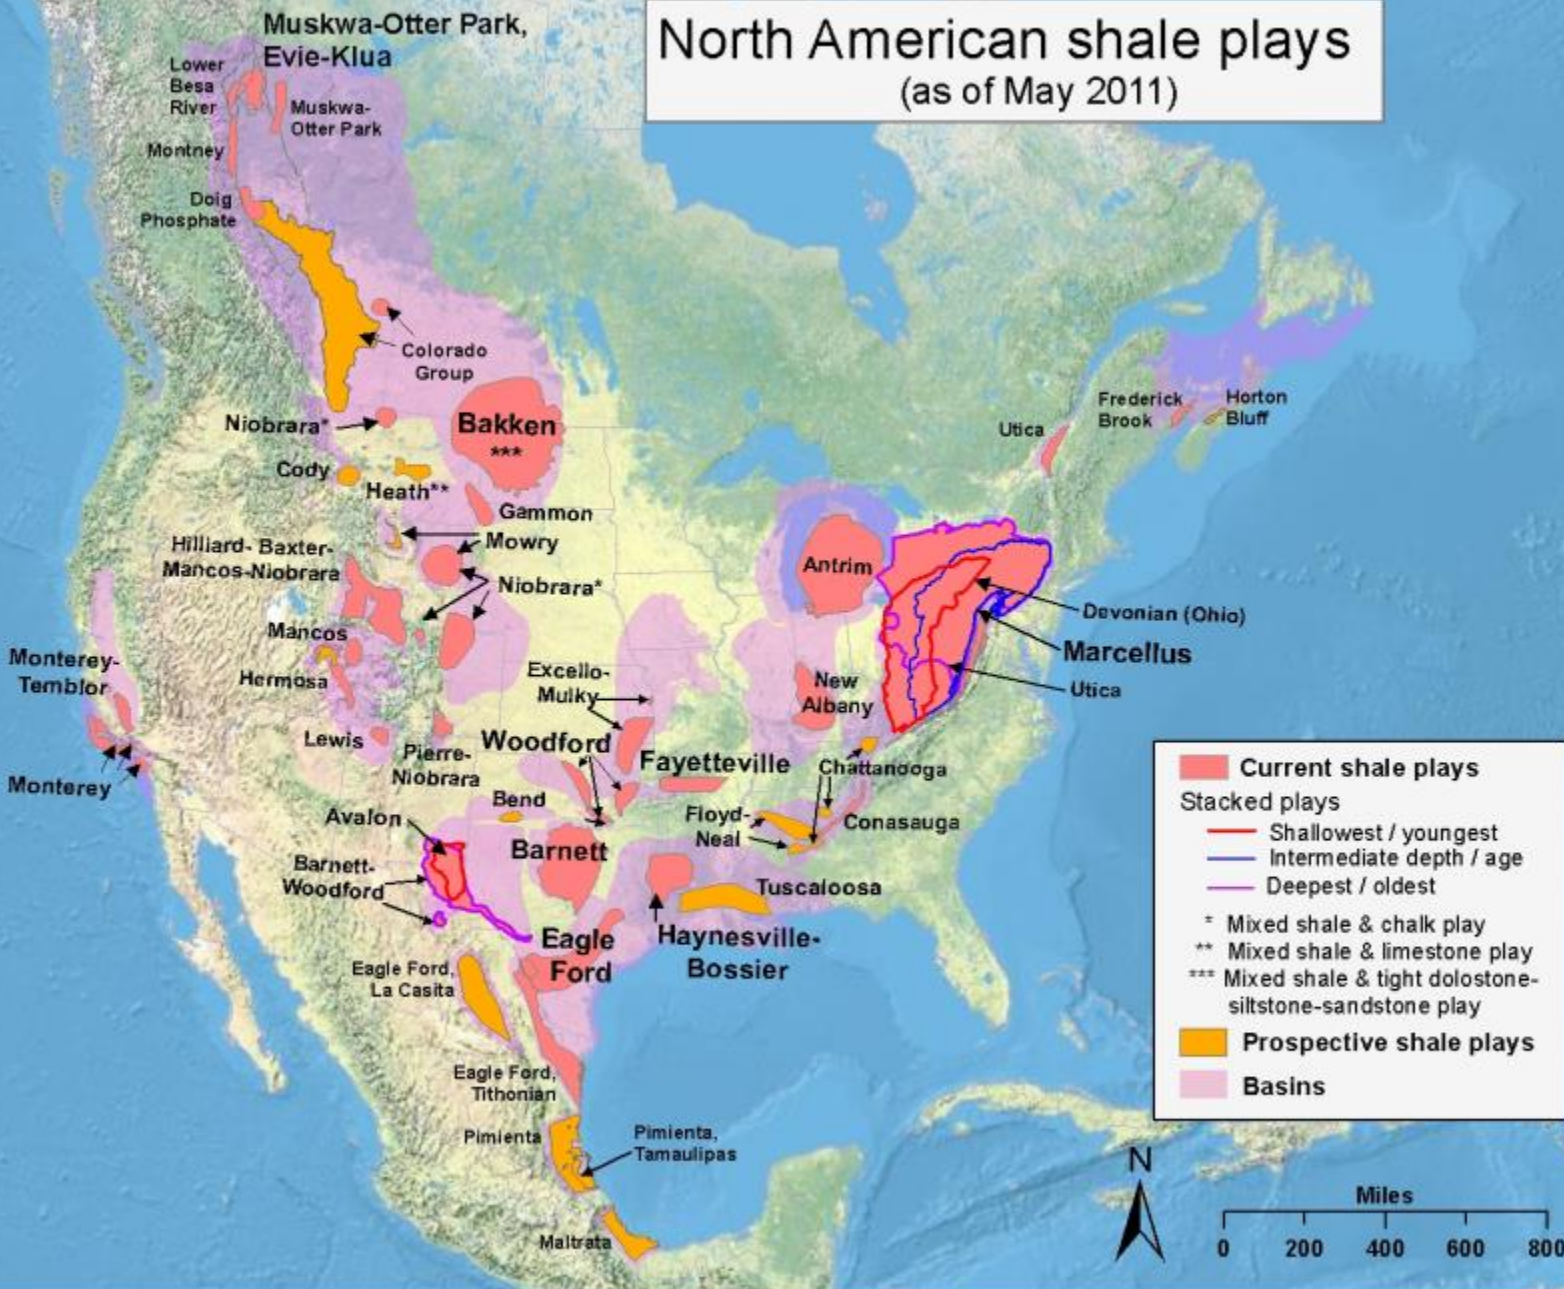 North American shale plays
(as of May 2011)
Muskwa-Otter Park,
Evie-Klua
Lower
Besa
River
Muskwa-
Otter Park
Montney
Doig
Phosphate
Colorado
Group
Niobrara*
Bakken
***
Cody
Heath**
Gammon
Mowry
Hilliard- Baxter-
Mancos-Niobrara
Niobrara*
Mancos
Hermosa
Monterey-
Temblor
Monterey
Lewis
Pierre-
Niobrara
Excello-
Mulky
Woodford
Fayetteville
Bend
Avalon
Barnett-
Woodford
Barnett
Antrim
New
Albany
Devonian (Ohio)
Marcellus
Utica
Utica
Frederick
Brook
Horton
Bluff
Chattanooga
Floyd-
Neal
Conasauga
Tuscaloosa
Haynesville-
Bossier
Eagle
Ford
Eagle Ford,
La Casita
Eagle Ford,
Tithonian
Pimienta
Pimienta,
Tamaulipas
Maltrata
Current shale plays
Stacked plays
Shallowest / youngest
Intermediate depth / age
Deepest / oldest
* Mixed shale & chalk play
** Mixed shale & limestone play
*** Mixed shale & tight dolostone-
siltstone-sandstone play
Prospective shale plays
Basins
N
Miles
0 200 400 600 800